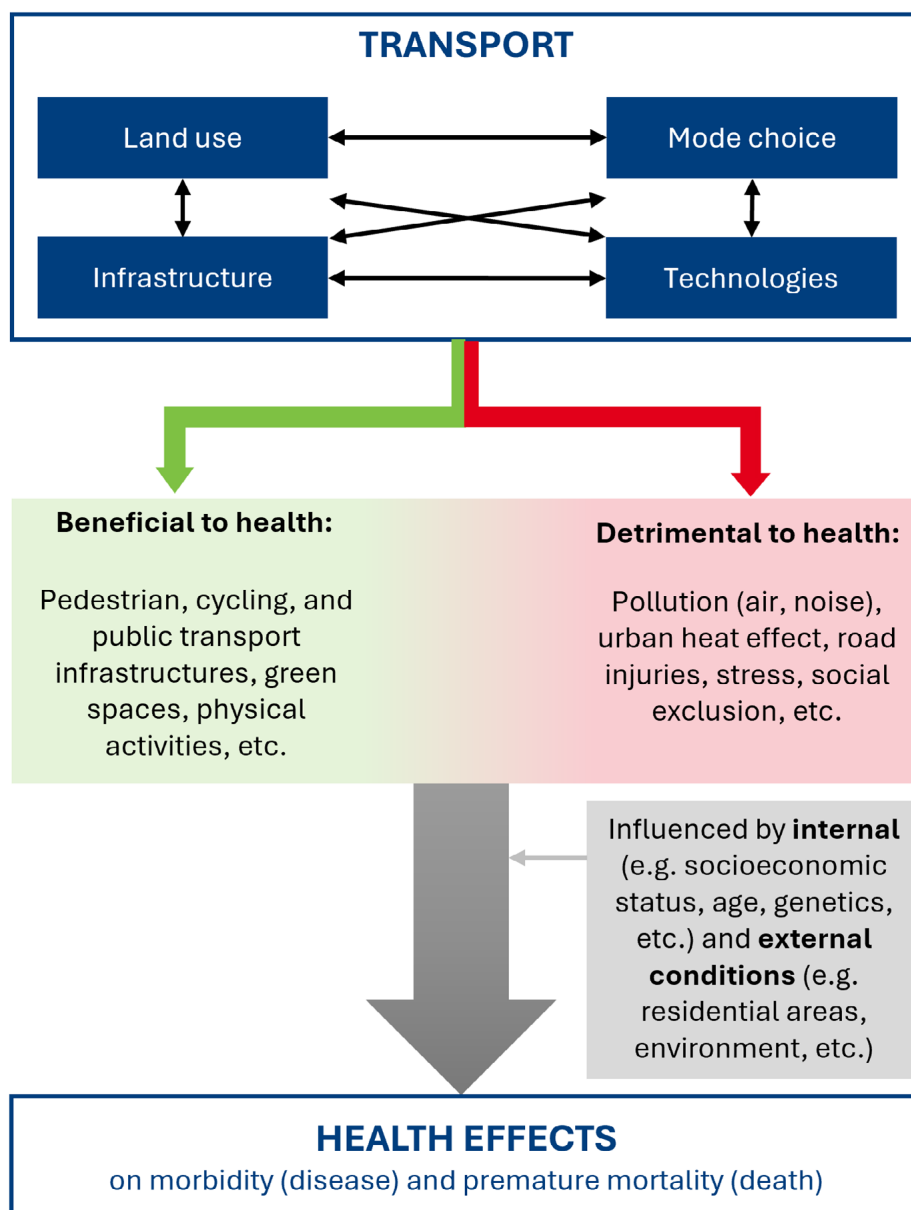 TRANSPORT
Land use
Mode choice
Infrastructure
Technologies
Beneficial to health:
Pedestrian, cycling, and
public transport
infrastructures, green
spaces, physical
activities, etc.
Detrimental to health:
Pollution (air, noise),
urban heat effect, road
injuries, stress, social
exclusion, etc.
Influenced by internal
(e.g. socioeconomic
status, age, genetics,
etc.) and external
conditions (e.g.
residential areas,
environment, etc.)
HEALTH EFFECTS
on morbidity (disease) and premature mortality (death)